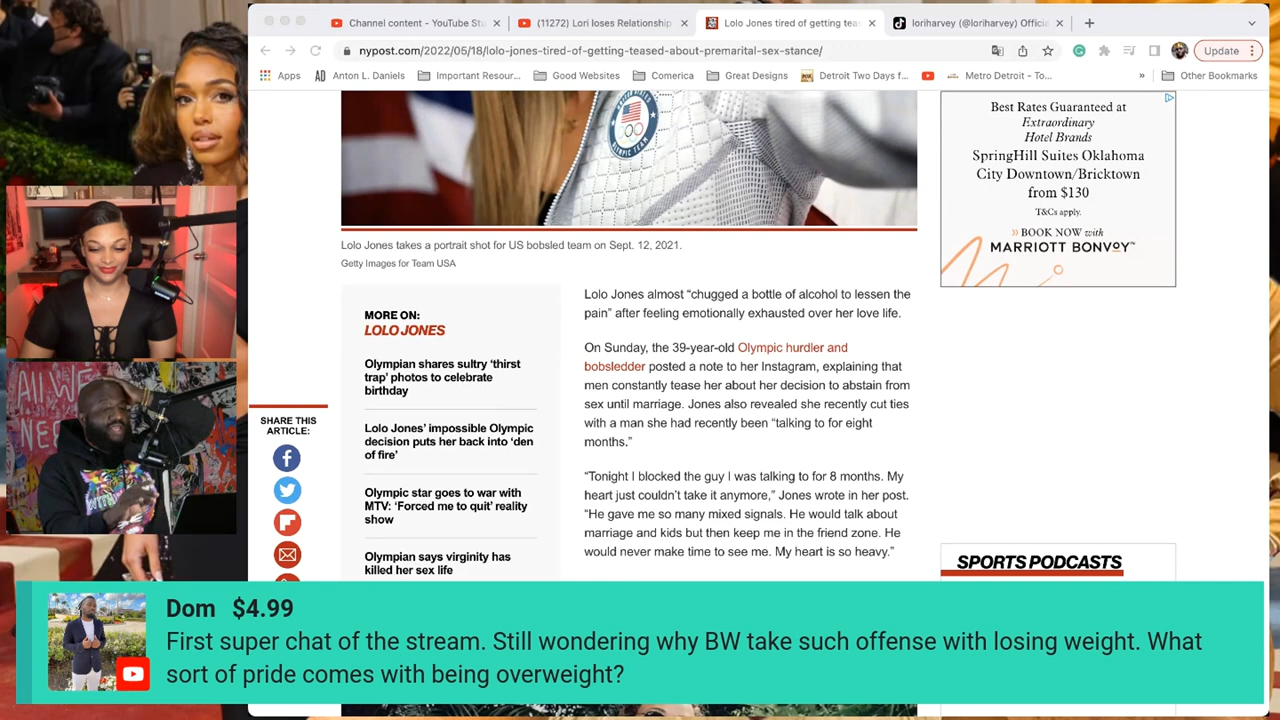 Channel content - YouTube Stu
(11272) Lori loses Relationship
Lolo Jones tired of getting teas
loriharvey (@loriharvey) Officia
nypost.com/2022/05/18/lolo-jones-tired-of-getting-teased-about-premarital-sex-stance/
Update
Apps
Anton L. Daniels
Important Resour...
Good Websites
Comerica
Great Designs
Detroit Two Days f...
Metro Detroit - To...
»
Other Bookmarks
UNITED STATES
OLYMPIC TEAM
Lolo Jones takes a portrait shot for US bobsled team on Sept. 12, 2021.
Getty Images for Team USA
MORE ON:
LOLO JONES
Olympian shares sultry ‘thirst
trap’ photos to celebrate
birthday
Lolo Jones’ impossible Olympic
decision puts her back into ‘den
of fire’
Olympic star goes to war with
MTV: ‘Forced me to quit’ reality
show
Olympian says virginity has
killed her sex life
SHARE THIS
ARTICLE:
Lolo Jones almost “chugged a bottle of alcohol to lessen the
pain” after feeling emotionally exhausted over her love life.
On Sunday, the 39-year-old Olympic hurdler and
bobsledder posted a note to her Instagram, explaining that
men constantly tease her about her decision to abstain from
sex until marriage. Jones also revealed she recently cut ties
with a man she had recently been “talking to for eight
months.”
“Tonight I blocked the guy I was talking to for 8 months. My
heart just couldn’t take it anymore,” Jones wrote in her post.
“He gave me so many mixed signals. He would talk about
marriage and kids but then keep me in the friend zone. He
would never make time to see me. My heart is so heavy.”
Best Rates Guaranteed at
Extraordinary
Hotel Brands
SpringHill Suites Oklahoma
City Downtown/Bricktown
from $130
T&Cs apply.
» BOOK NOW with
MARRIOTT BONVOY™
SPORTS PODCASTS
ALL WE
NEE
Dom $4.99
First super chat of the stream. Still wondering why BW take such offense with losing weight. What
sort of pride comes with being overweight?